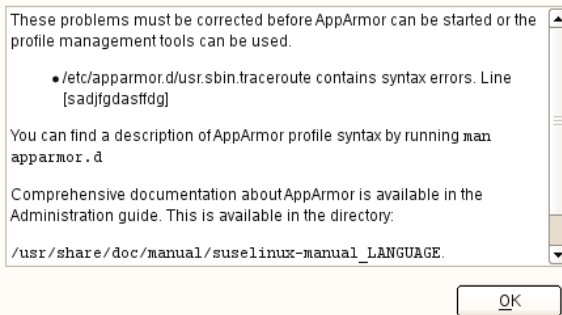 These problems must be corrected before AppArmor can be started or the
profile management tools can be used.
● /etc/apparmor.d/usr.sbin.traceroute contains syntax errors. Line
[sadjfgdasffdg]
You can find a description of AppArmor profile syntax by running man
apparmor.d
Comprehensive documentation about AppArmor is available in the
Administration guide. This is available in the directory:
/usr/share/doc/manual/suselinux-manual_LANGUAGE.
OK